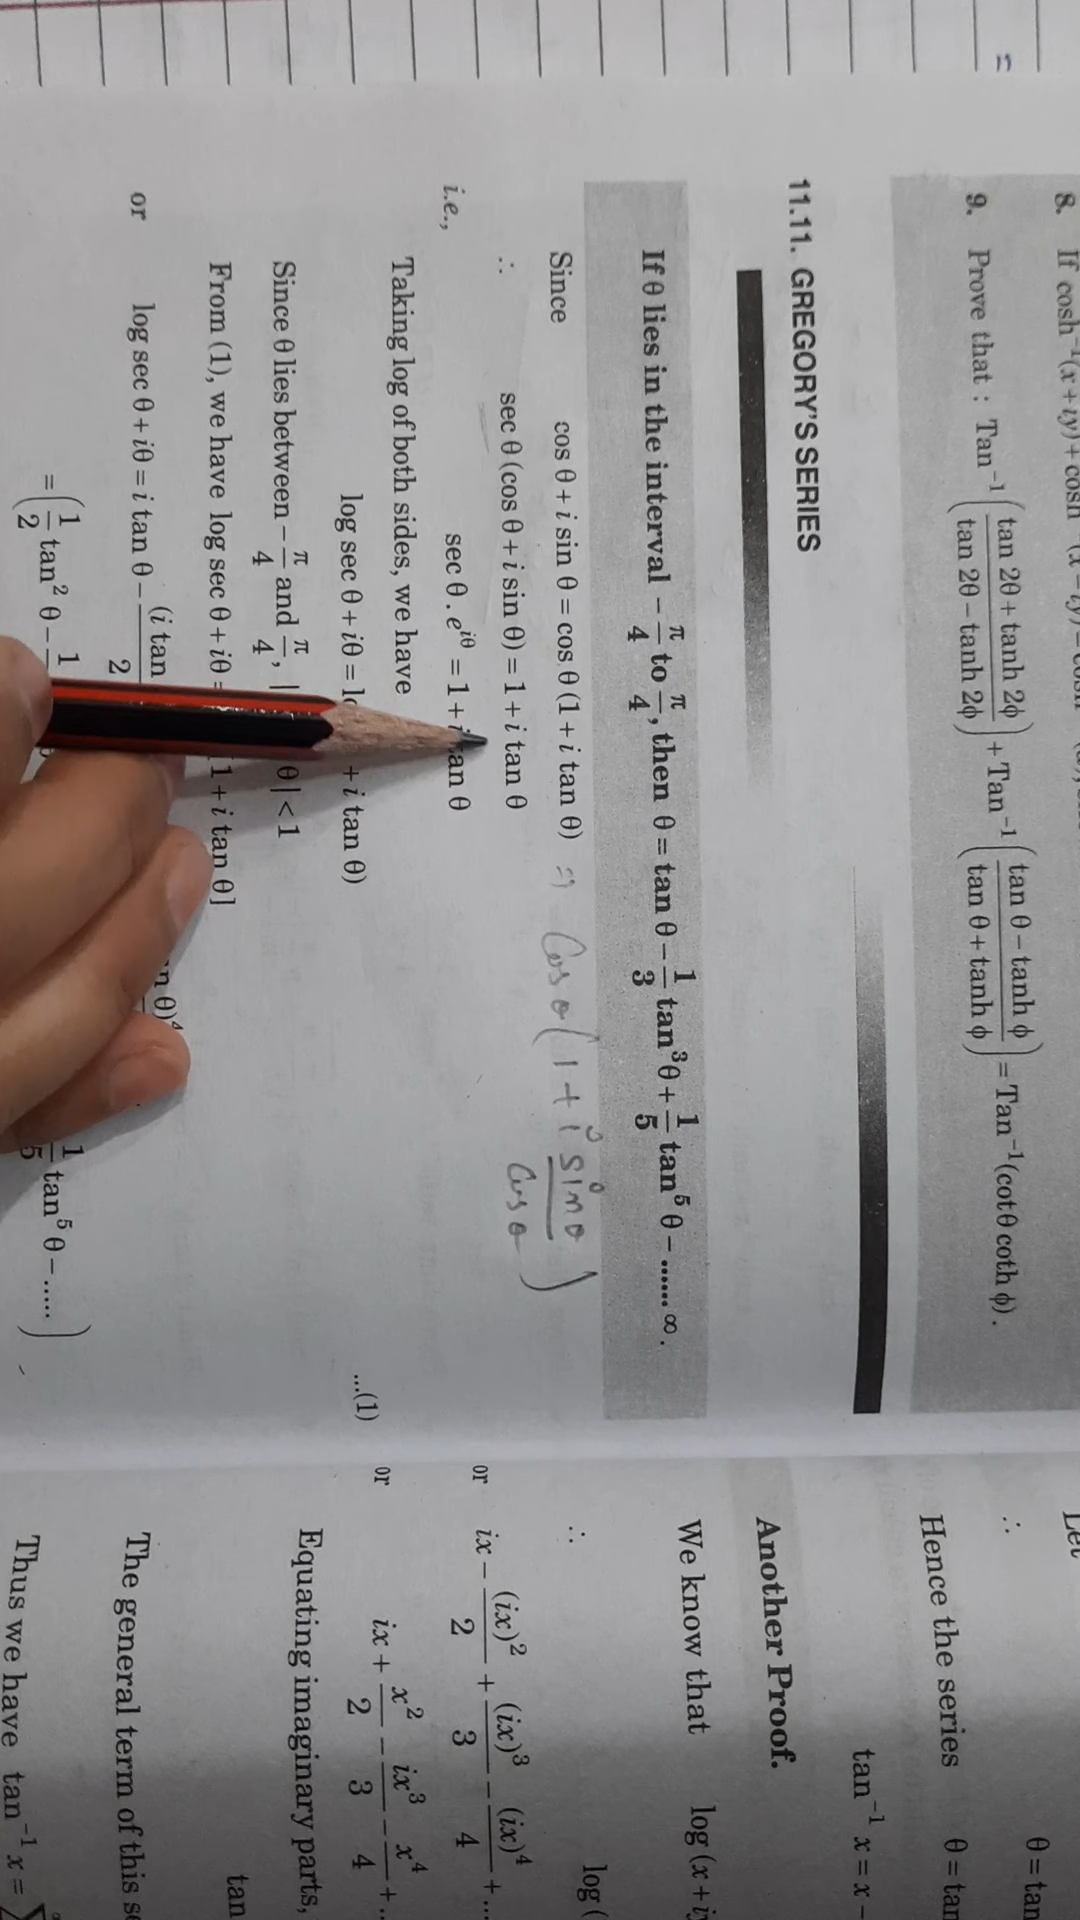 8. If cosh⁻¹(x + iy) + cosh
9. Prove that : Tan⁻¹ ( (tan 2θ + tanh 2φ) / (tan 2θ − tanh 2φ) ) + Tan⁻¹ ( (tan θ − tanh φ) / (tan θ + tanh φ) ) = Tan⁻¹(cot θ coth φ).
11.11. GREGORY'S SERIES
If θ lies in the interval − π/4 to π/4, then θ = tan θ − 1/3 tan³ θ + 1/5 tan⁵ θ − ...... ∞.
Since cos θ + i sin θ = cos θ (1 + i tan θ) ⇒ Cos θ ( 1 + i sin θ / cos θ )
∴ sec θ (cos θ + i sin θ) = 1 + i tan θ
i.e., sec θ . e^{iθ} = 1 + i tan θ
Taking log of both sides, we have
log sec θ + iθ = + i tan θ) ...(1)
Since θ lies between − π/4 and π/4, | θ | < 1
From (1), we have log sec θ + iθ = 1 + i tan θ]
or log sec θ + iθ = i tan θ − (i tan / 2 n θ)⁴
= ( 1/2 tan² θ − 1 1/5 tan⁵ θ − ..... )
Let
∴ θ = tan
Hence the series θ = tan
tan⁻¹ x = x −
Another Proof.
We know that log (x + iy
∴ log (
or ix − (ix)²/2 + (ix)³/3 − (ix)⁴/4 + ...
or ix + x²/2 − ix³/3 − x⁴/4 + ..
Equating imaginary parts,
tan
The general term of this se
Thus we have tan⁻¹ x = ∑